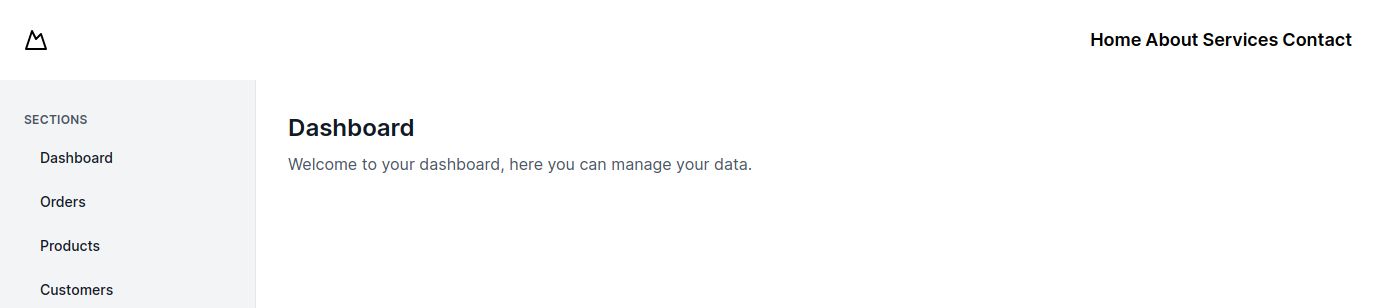 Home About Services Contact
SECTIONS
Dashboard
Orders
Products
Customers
Dashboard
Welcome to your dashboard, here you can manage your data.